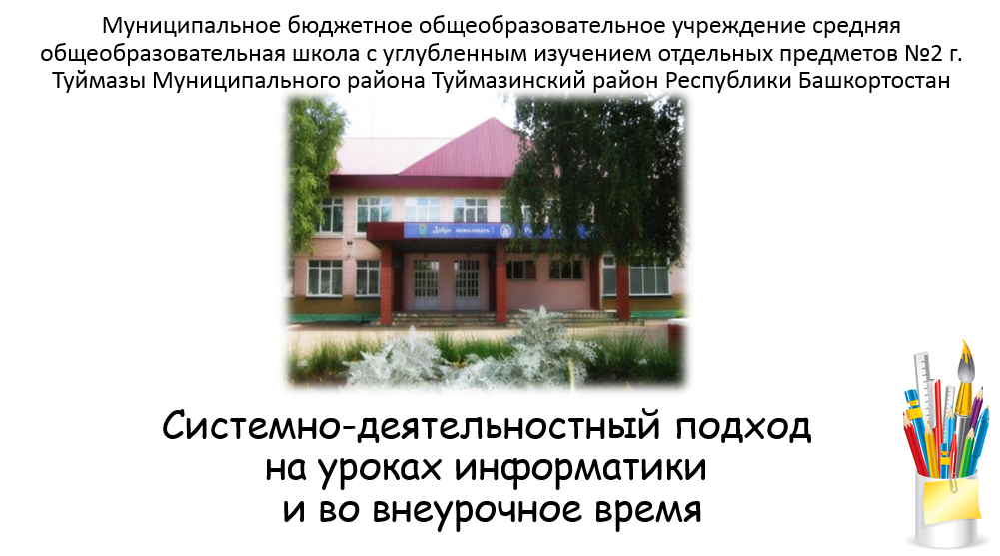 Муниципальное бюджетное общеобразовательное учреждение средняя
общеобразовательная школа с углубленным изучением отдельных предметов №2 г.
Туймазы Муниципального района Туймазинский район Республики Башкортостан
Добро пожаловать!
Системно-деятельностный подход
на уроках информатики
и во внеурочное время